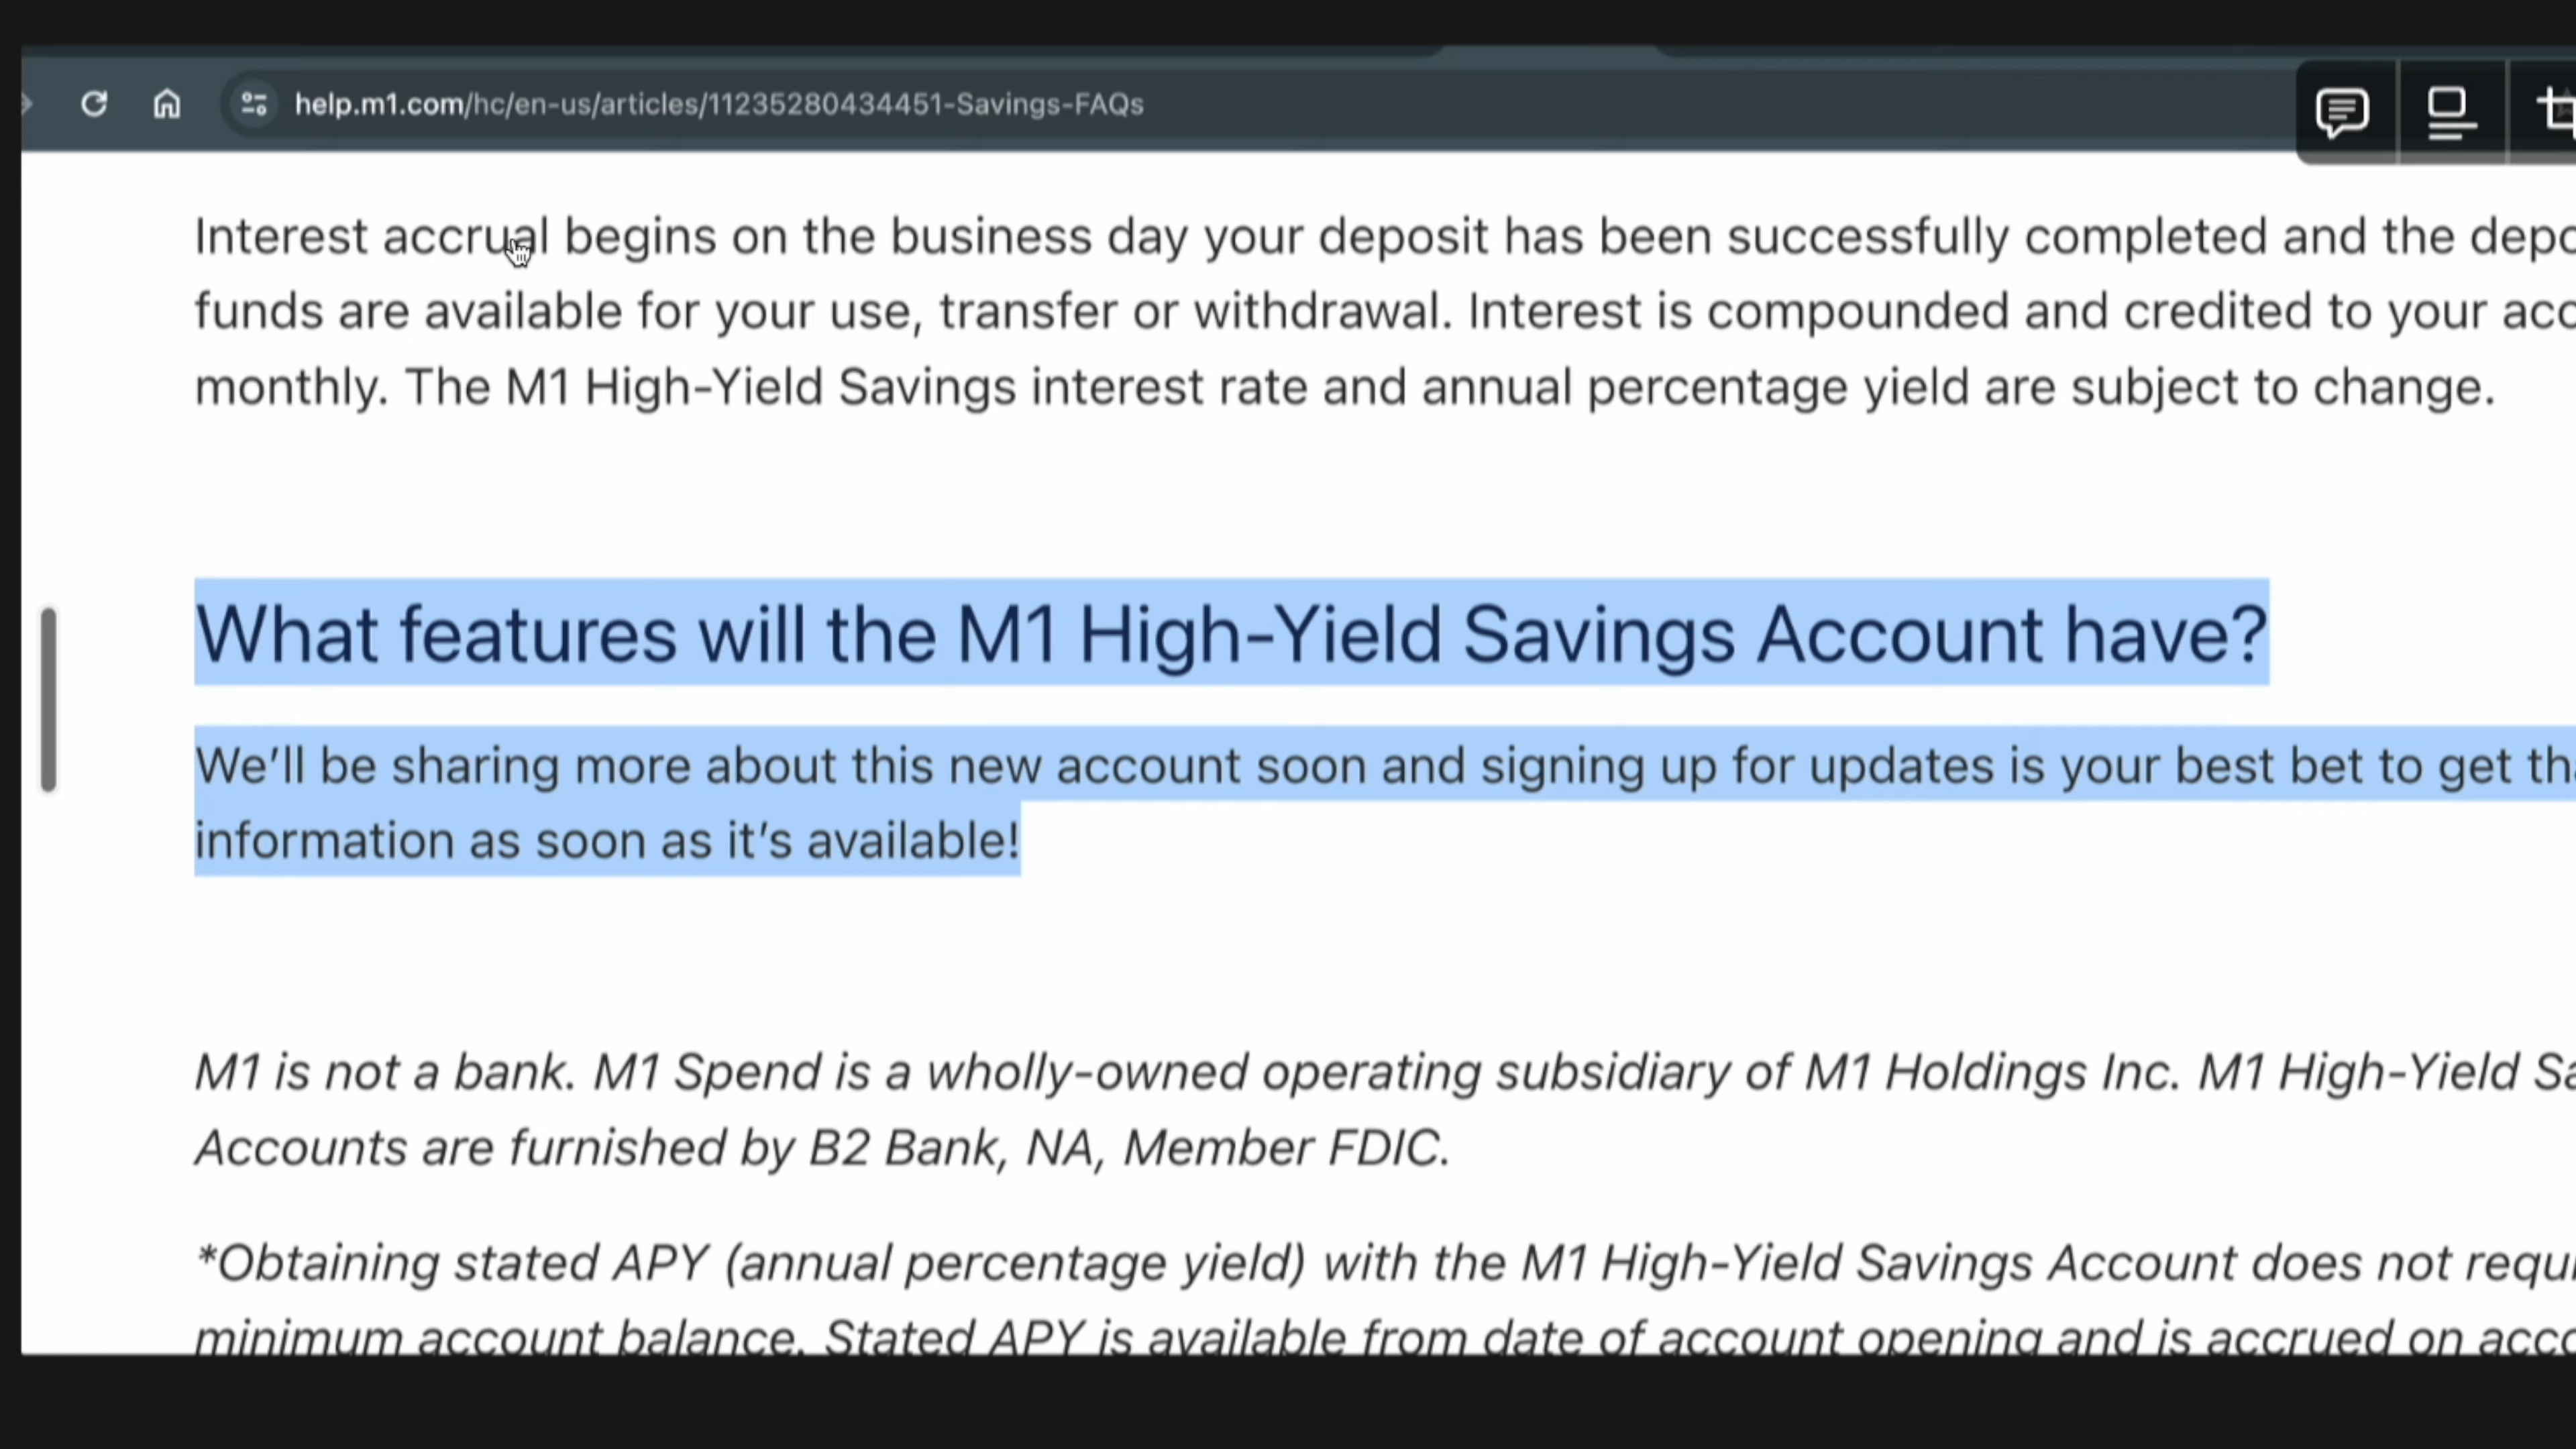 help.m1.com/hc/en-us/articles/11235280434451-Savings-FAQs
Interest accrual begins on the business day your deposit has been successfully completed and the
funds are available for your use, transfer or withdrawal. Interest is compounded and credited to your
monthly. The M1 High-Yield Savings interest rate and annual percentage yield are subject to change.
What features will the M1 High-Yield Savings Account have?
We’ll be sharing more about this new account soon and signing up for updates is your best bet to get
information as soon as it’s available!
M1 is not a bank. M1 Spend is a wholly-owned operating subsidiary of M1 Holdings Inc. M1 High-Yield
Accounts are furnished by B2 Bank, NA, Member FDIC.
*Obtaining stated APY (annual percentage yield) with the M1 High-Yield Savings Account does not
minimum account balance. Stated APY is available from date of account opening and is accrued on